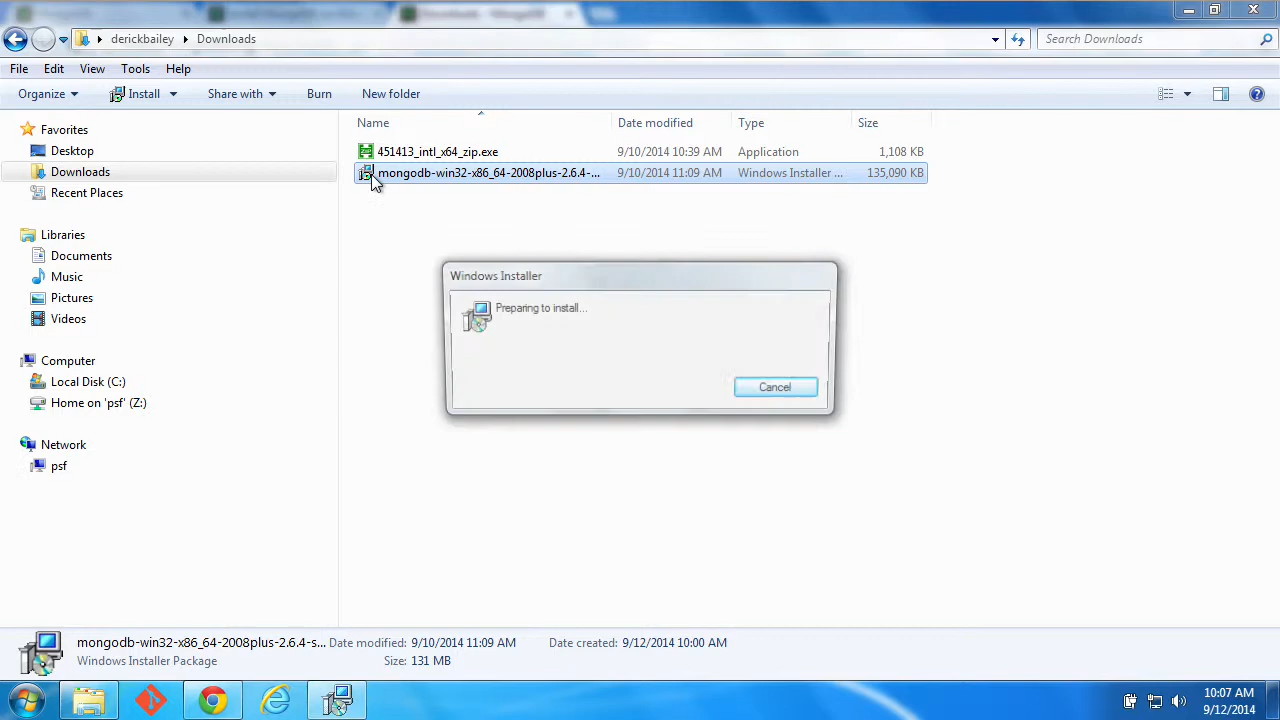 derickbailey Downloads
Search Downloads
File Edit View Tools Help
Organize Install Share with Burn New folder
Name Date modified Type Size
Favorites
Desktop
Downloads
Recent Places
Libraries
Documents
Music
Pictures
Videos
Computer
Local Disk (C:)
Home on 'psf' (Z:)
Network
psf
451413_intl_x64_zip.exe 9/10/2014 10:39 AM Application 1,108 KB
mongodb-win32-x86_64-2008plus-2.6.4-... 9/10/2014 11:09 AM Windows Installer ... 135,090 KB
Windows Installer
Preparing to install...
Cancel
mongodb-win32-x86_64-2008plus-2.6.4-s... Date modified: 9/10/2014 11:09 AM Date created: 9/12/2014 10:00 AM
Windows Installer Package Size: 131 MB
10:07 AM
9/12/2014